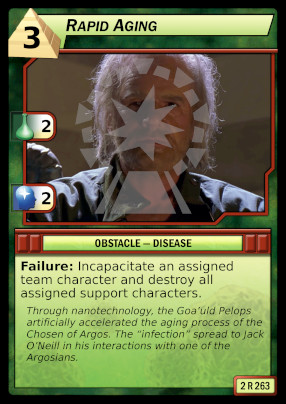 3
RAPID AGING
2
2
OBSTACLE — DISEASE
Failure: Incapacitate an assigned
team character and destroy all
assigned support characters.
Through nanotechnology, the Goa'uld Pelops
artificially accelerated the aging process of the
Chosen of Argos. The "infection" spread to Jack
O'Neill in his interactions with one of the
Argosians.
2 R 263